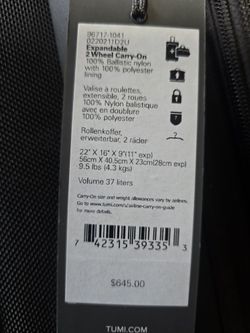 96717-1041
0220211D2U
Expandable
2 Wheel Carry-On
100% Ballistic nylon
with 100% polyester
lining
Valise à roulettes,
extensible, 2 roues
100% Nylon balistique
avec en doublure
100% polyester
Rollenkoffer,
erweiterbar, 2 räder
22" X 16" X 9"(11" exp)
56cm X 40.5cm X 23cm(28cm exp)
9.5 lbs (4.3 kgs)
Volume 37 liters
Carry-On size and weight allowances vary by airlines.
Go to www.tumi.com/s/airline-carry-on-guide
for more details.
7 42315 39335 3
$645.00
TUMI.COM